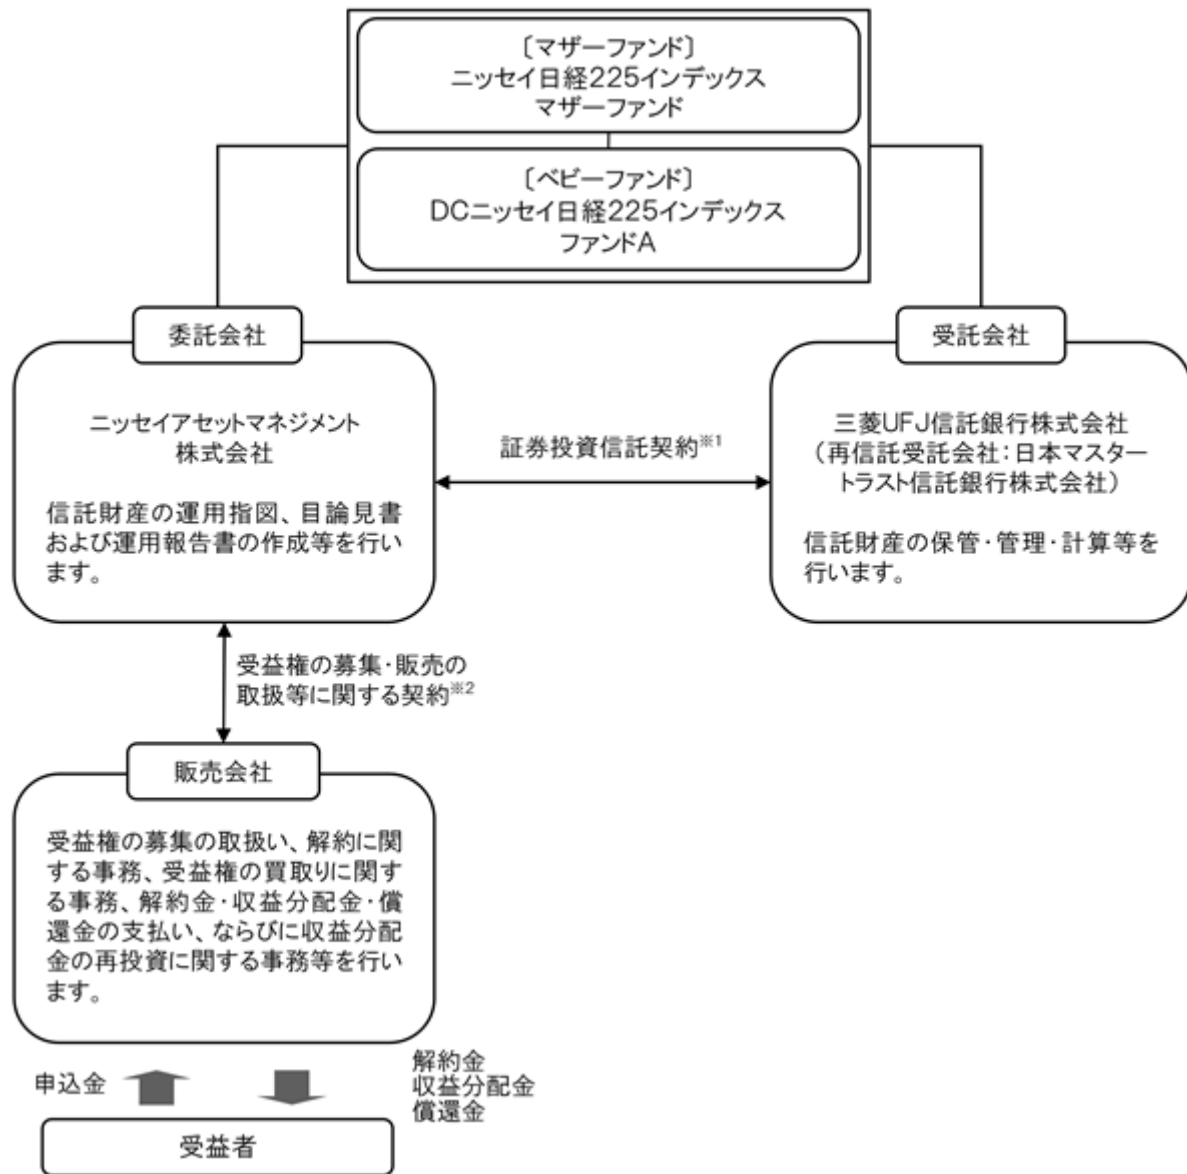 〔マザーファンド〕
ニッセイ日経225インデックス
マザーファンド
〔ベビーファンド〕
DCニッセイ日経225インデックス
ファンドA
委託会社
ニッセイアセットマネジメント
株式会社
信託財産の運用指図、目論見書
および運用報告書の作成等を行い
ます。
証券投資信託契約※1
受託会社
三菱UFJ信託銀行株式会社
（再信託受託会社：日本マスター
トラスト信託銀行株式会社）
信託財産の保管・管理・計算等を
行います。
受益権の募集・販売の
取扱等に関する契約※2
販売会社
受益権の募集の取扱い、解約に関
する事務、受益権の買取りに関す
る事務、解約金・収益分配金・償
還金の支払い、ならびに収益分配
金の再投資に関する事務等を行い
ます。
申込金
解約金
収益分配金
償還金
受益者